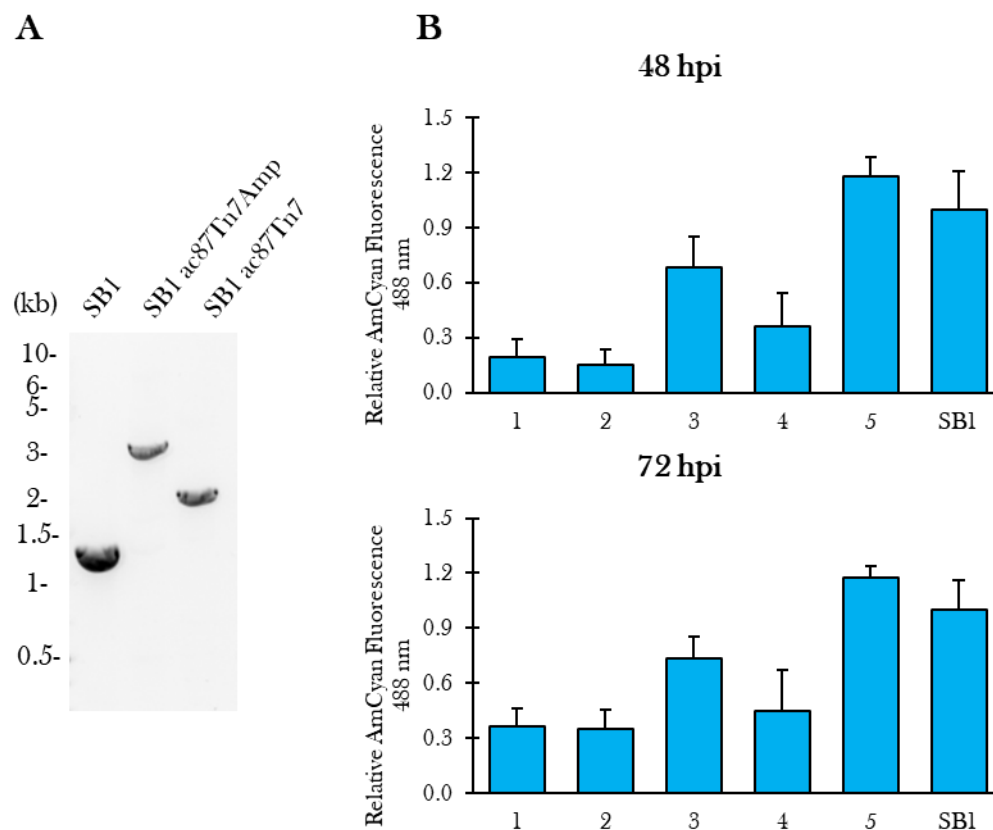 A
SB1
SB1 ac87Tn7Amp
SB1 ac87Tn7
(kb)
10-
6-
5-
3-
2-
1.5-
1-
0.5-
B
48 hpi
Relative AmCyan Fluorescence
488 nm
1.5
1.2
0.9
0.6
0.3
0.0
1 2 3 4 5 SB1
72 hpi
Relative AmCyan Fluorescence
488 nm
1.5
1.2
0.9
0.6
0.3
0.0
1 2 3 4 5 SB1